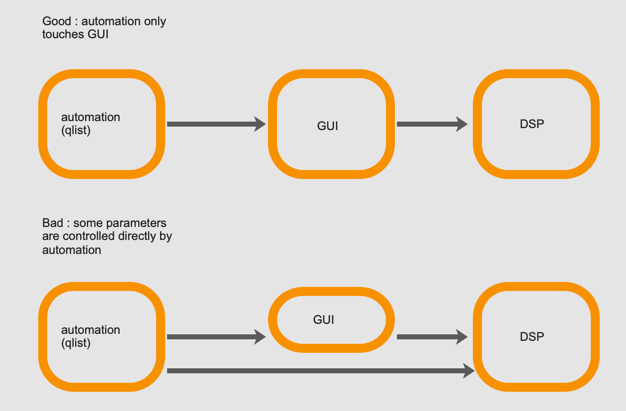 Good : automation only
touches GUI
automation
(qlist)
GUI
DSP
Bad : some parameters
are controlled directly by
automation
automation
(qlist)
GUI
DSP